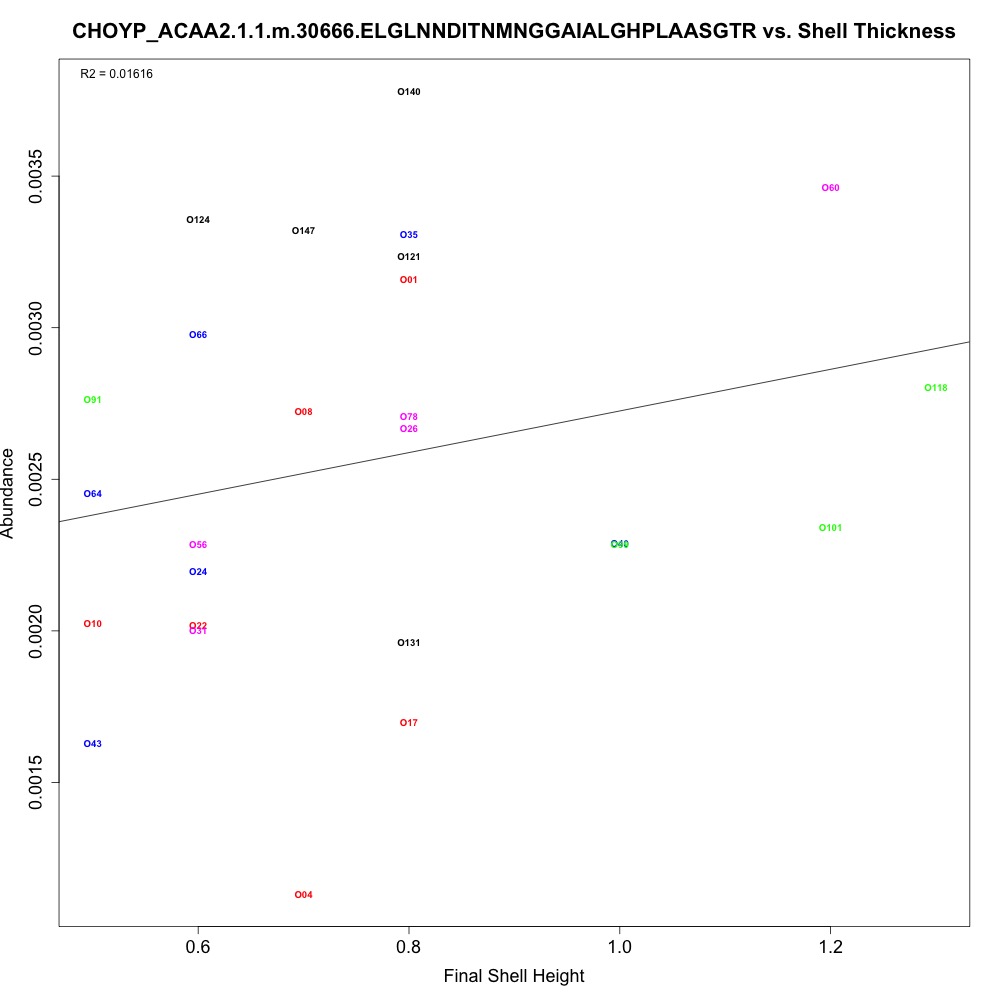 CHOYP_ACAA2.1.1.m.30666.ELGLNNDITNMNGGAIALGHPLAASGTR vs. Shell Thickness
R2 = 0.01616
O140
O60
O124
O147
O35
O121
O01
O66
O118
O91
O08
O78
O26
O64
O101
O56
O24
O10
O22
O31
O131
O17
O43
O04
Abundance
0.0035
0.0030
0.0025
0.0020
0.0015
0.6 0.8 1.0 1.2
Final Shell Height